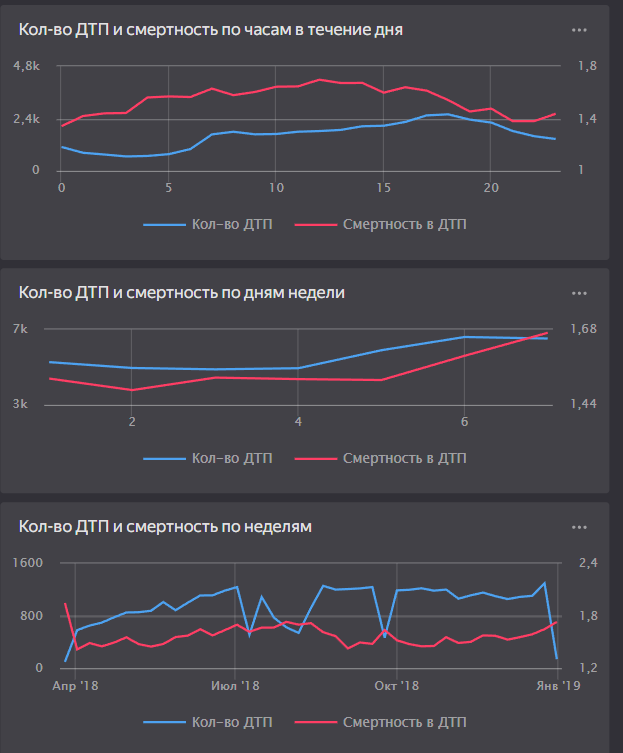 Кол-во ДТП и смертность по часам в течение дня
4,8k 1,8
2,4k 1,4
0 1
0 5 10 15 20
Кол-во ДТП Смертность в ДТП
Кол-во ДТП и смертность по дням недели
7k 1,68
3k 1,44
2 4 6
Кол-во ДТП Смертность в ДТП
Кол-во ДТП и смертность по неделям
1600 2,4
800 1,8
0 1,2
Апр '18 Июл '18 Окт '18 Янв '19
Кол-во ДТП Смертность в ДТП